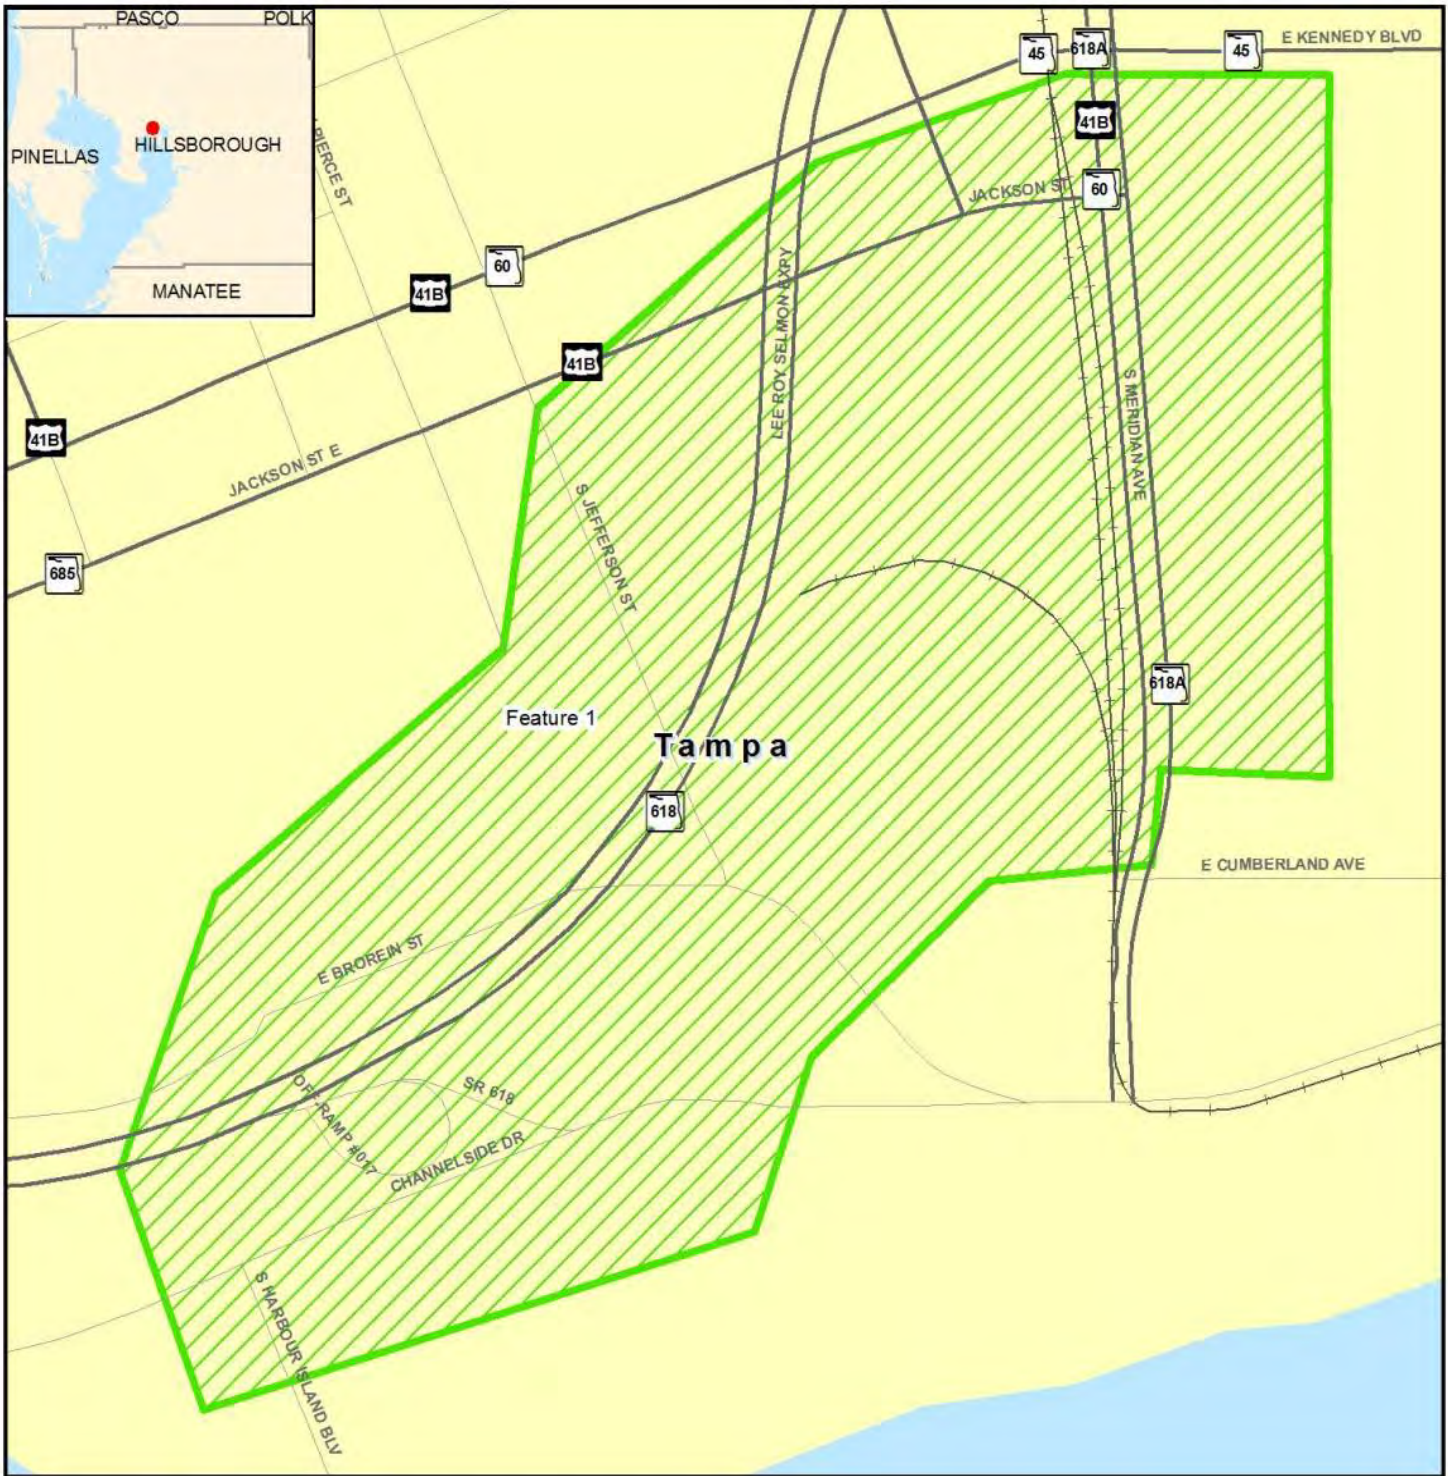 PASCO
POLK
PINELLAS
HILLSBOROUGH
MANATEE
PIERCE ST
45
618A
45
E KENNEDY BLVD
41B
60
JACKSON ST
60
41B
41B
41B
JACKSON ST E
685
LEE ROY SELMON EXPY
S MERIDIAN AVE
S JEFFERSON ST
618A
Feature 1
Tampa
618
E CUMBERLAND AVE
E BROREIN ST
OFF-RAMP #017
SR 618
CHANNELSIDE DR
S HARBOUR ISLAND BLV